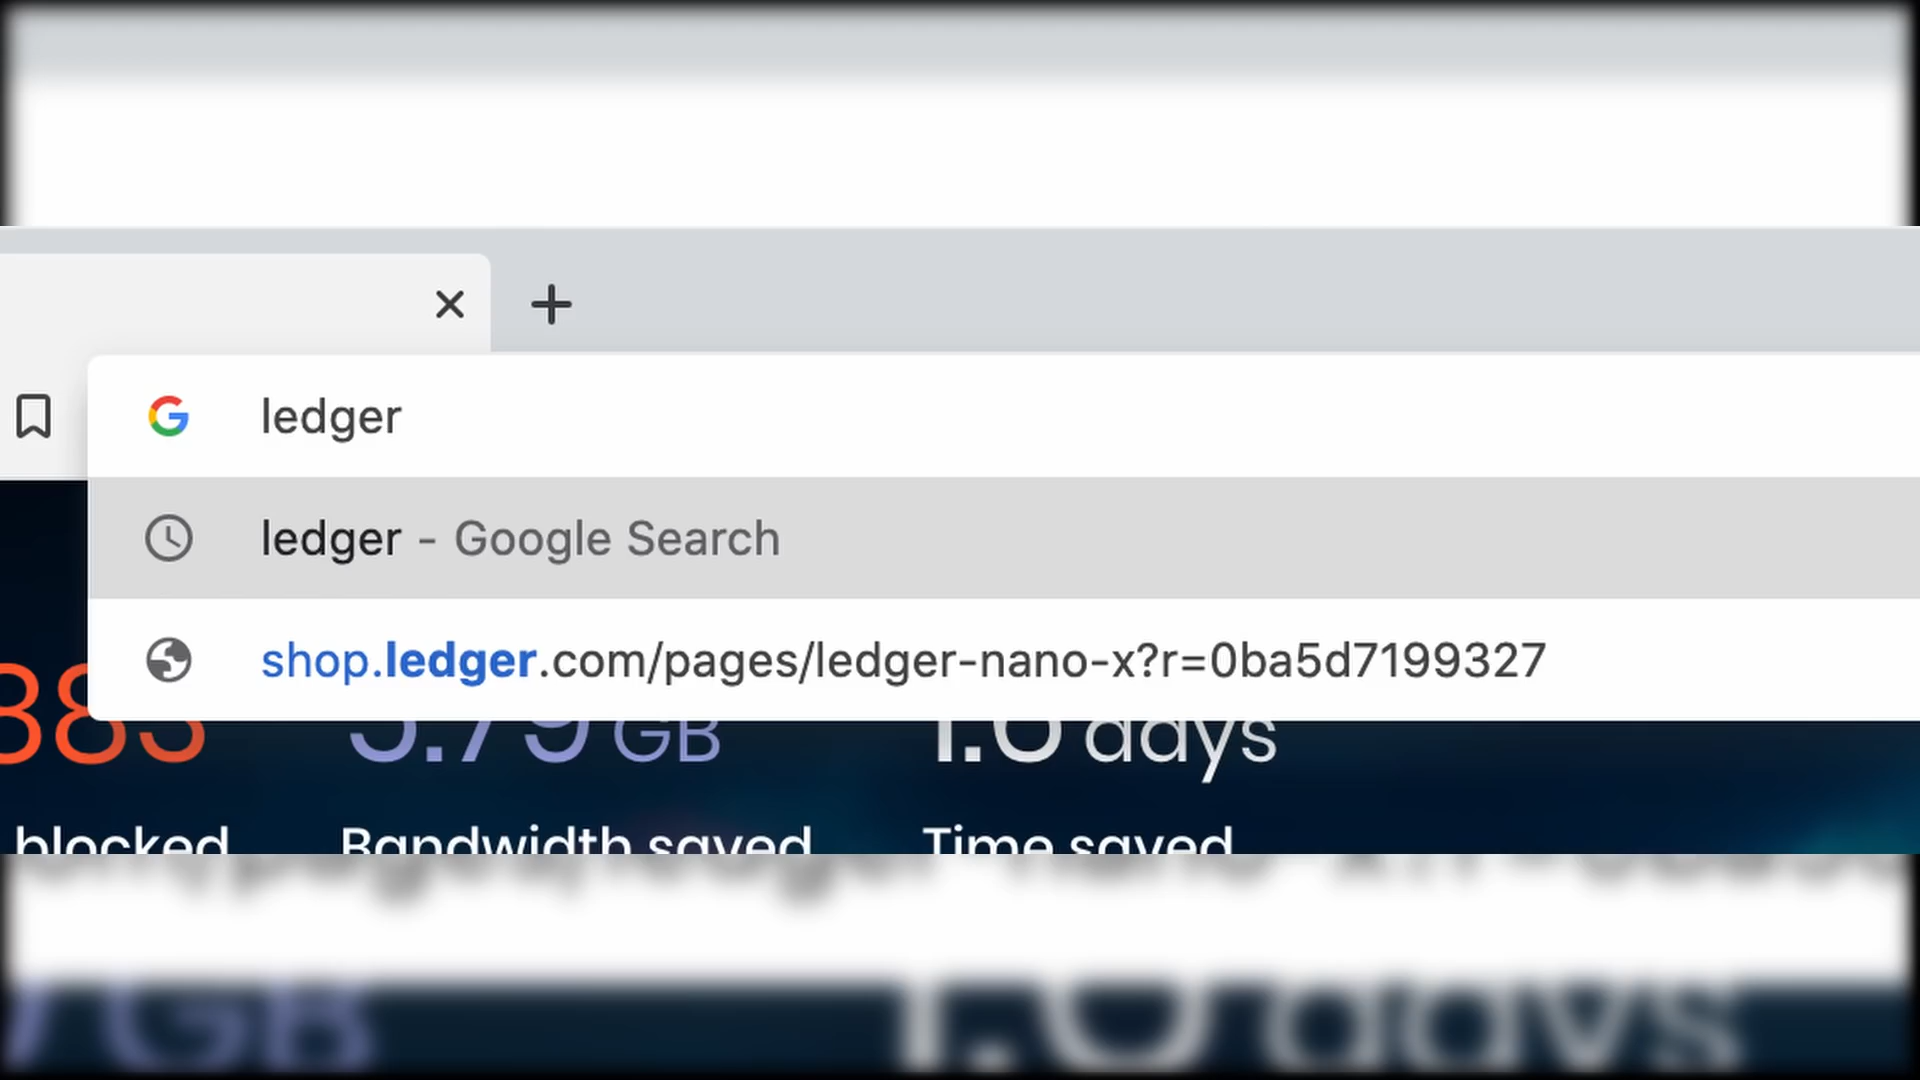 ledger
ledger - Google Search
shop.ledger.com/pages/ledger-nano-x?r=0ba5d7199327
GB
days
blocked
Bandwidth saved
Time saved